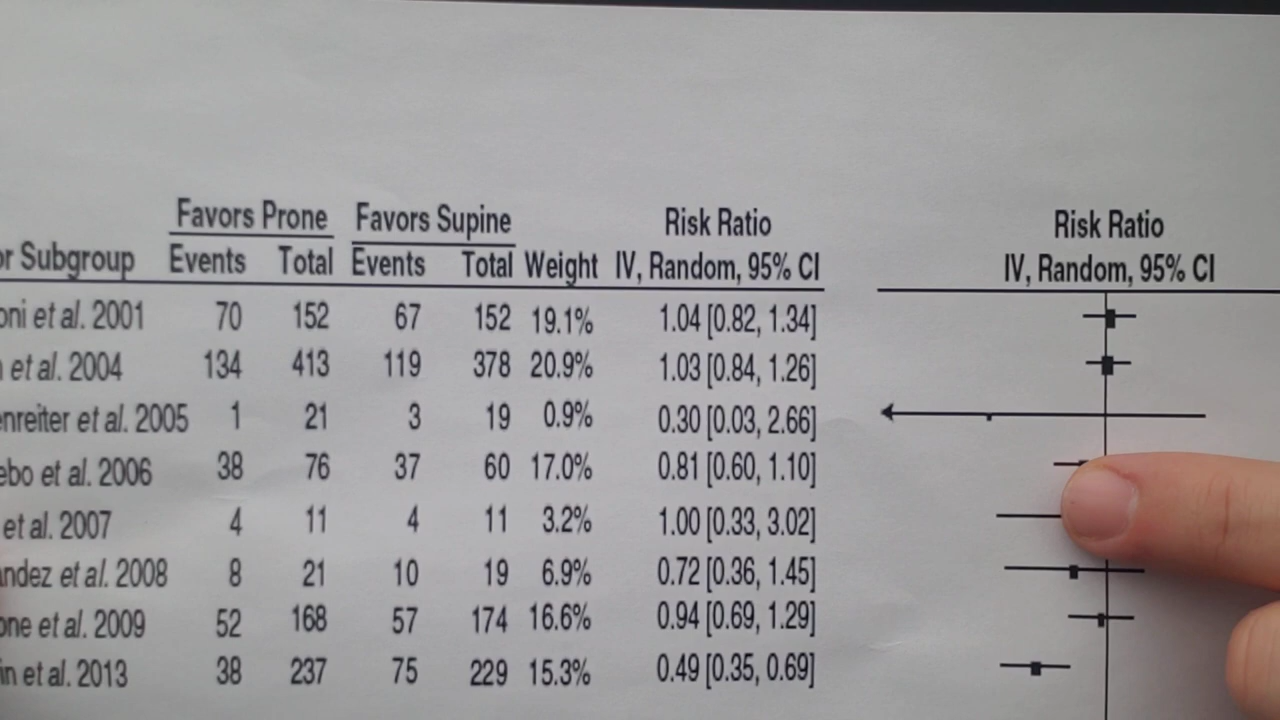 Favors Prone Favors Supine Risk Ratio Risk Ratio
Subgroup Events Total Events Total Weight IV, Random, 95% CI IV, Random, 95% CI
et al. 2001 70 152 67 152 19.1% 1.04 [0.82, 1.34]
et al. 2004 134 413 119 378 20.9% 1.03 [0.84, 1.26]
et al. 2005 1 21 3 19 0.9% 0.30 [0.03, 2.66]
et al. 2006 38 76 37 60 17.0% 0.81 [0.60, 1.10]
et al. 2007 4 11 4 11 3.2% 1.00 [0.33, 3.02]
et al. 2008 8 21 10 19 6.9% 0.72 [0.36, 1.45]
et al. 2009 52 168 57 174 16.6% 0.94 [0.69, 1.29]
et al. 2013 38 237 75 229 15.3% 0.49 [0.35, 0.69]